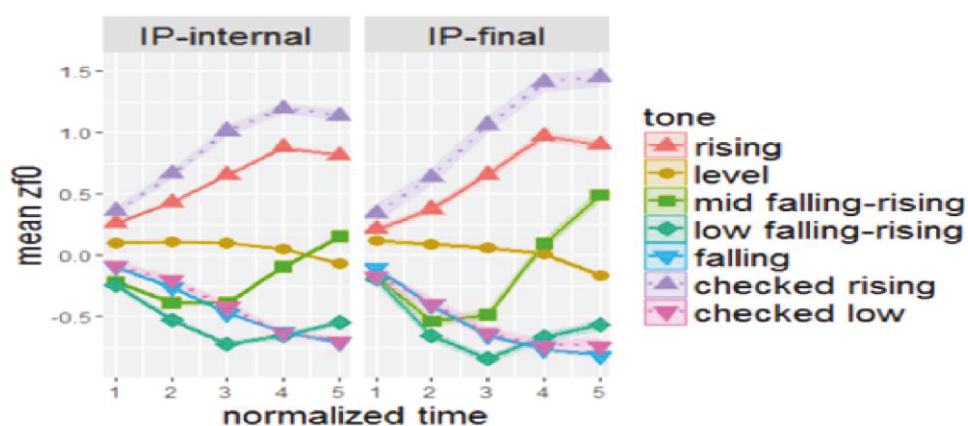 IP-internal IP-final
1.5
1.0
0.5
0.0
-0.5
mean zf0
1 2 3 4 5 1 2 3 4 5
normalized time
tone
rising
level
mid falling-rising
low falling-rising
falling
checked rising
checked low